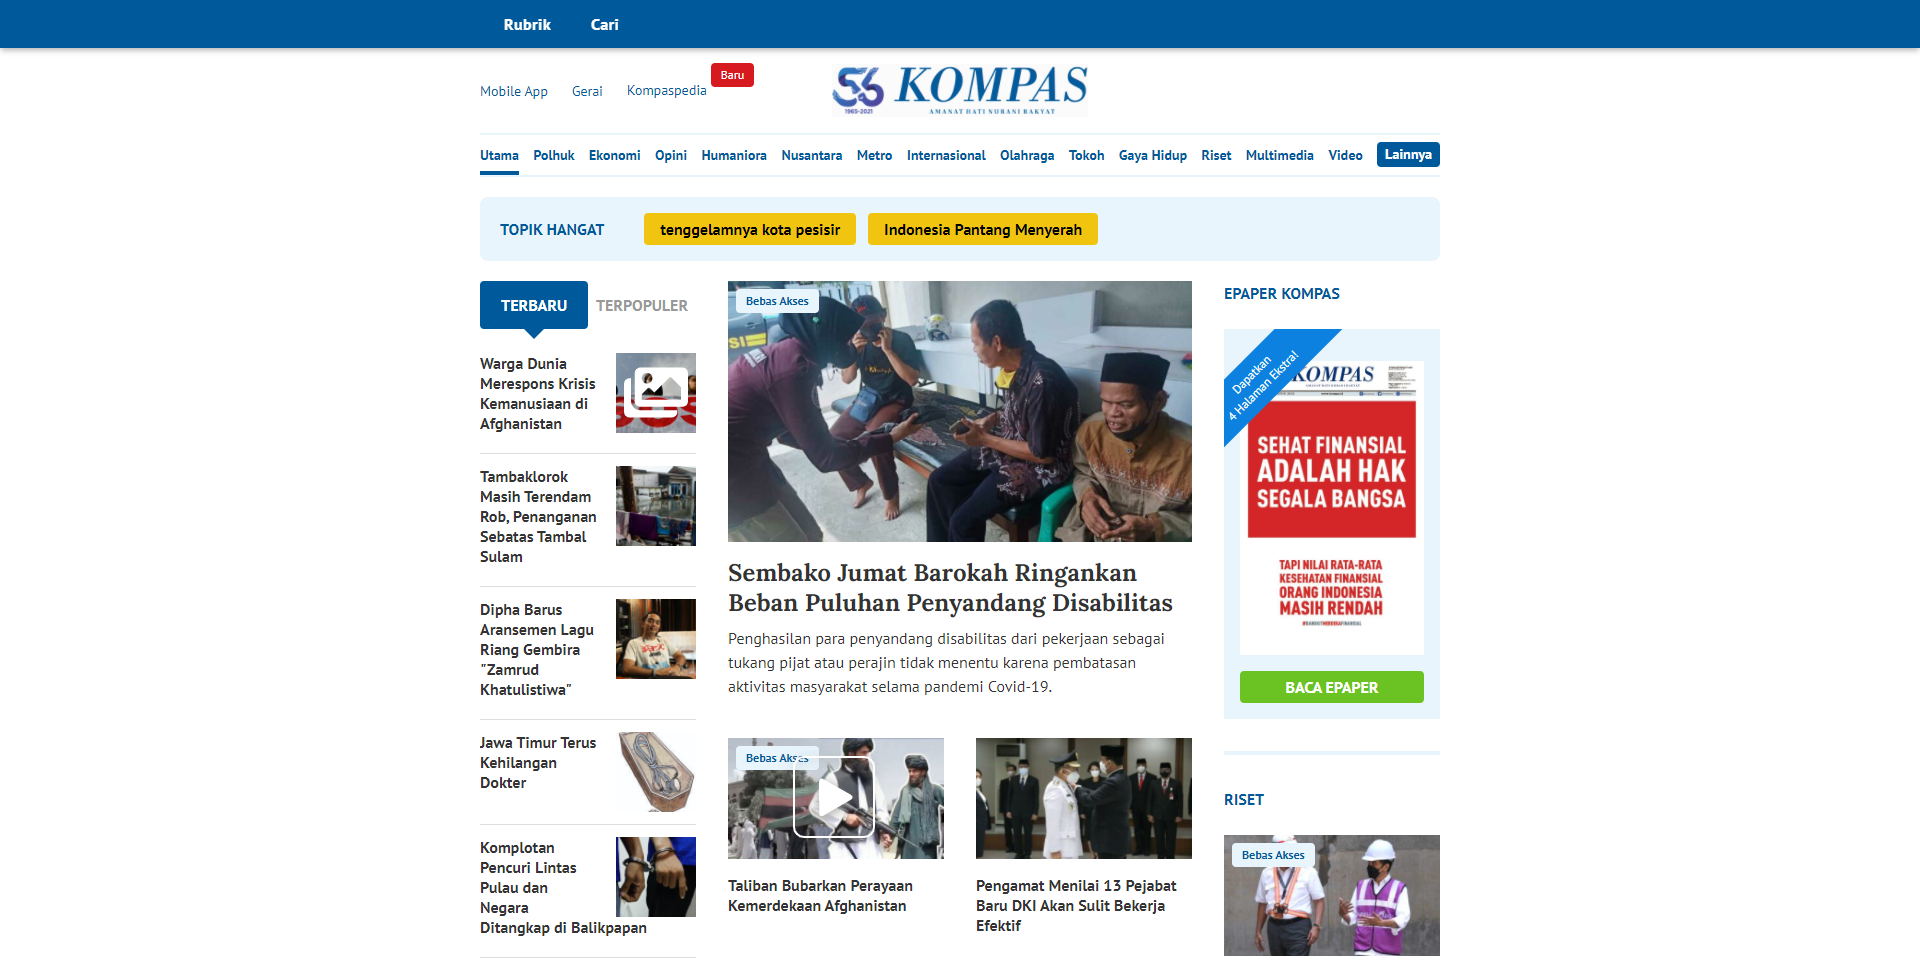 Rubrik
Cari
Mobile App
Gerai
Kompaspedia
Baru
56
1965-2021
KOMPAS
AMANAT HATI NURANI RAKYAT
Utama
Polhuk
Ekonomi
Opini
Humaniora
Nusantara
Metro
Internasional
Olahraga
Tokoh
Gaya Hidup
Riset
Multimedia
Video
Lainnya
TOPIK HANGAT
tenggelamnya kota pesisir
Indonesia Pantang Menyerah
TERBARU
TERPOPULER
Warga Dunia
Merespons Krisis
Kemanusiaan di
Afghanistan
Tambaklorok
Masih Terendam
Rob, Penanganan
Sebatas Tambal
Sulam
Dipha Barus
Aransemen Lagu
Riang Gembira
"Zamrud
Khatulistiwa"
Jawa Timur Terus
Kehilangan
Dokter
Komplotan
Pencuri Lintas
Pulau dan
Negara
Ditangkap di Balikpapan
Bebas Akses
Sembako Jumat Barokah Ringankan
Beban Puluhan Penyandang Disabilitas
Penghasilan para penyandang disabilitas dari pekerjaan sebagai
tukang pijat atau perajin tidak menentu karena pembatasan
aktivitas masyarakat selama pandemi Covid-19.
Bebas Akses
Taliban Bubarkan Perayaan
Kemerdekaan Afghanistan
Pengamat Menilai 13 Pejabat
Baru DKI Akan Sulit Bekerja
Efektif
EPAPER KOMPAS
Dapatkan
4 Halaman Ekstra!
KOMPAS
SEHAT FINANSIAL
ADALAH HAK
SEGALA BANGSA
TAPI NILAI RATA-RATA
KESEHATAN FINANSIAL
ORANG INDONESIA
MASIH RENDAH
BACA EPAPER
RISET
Bebas Akses